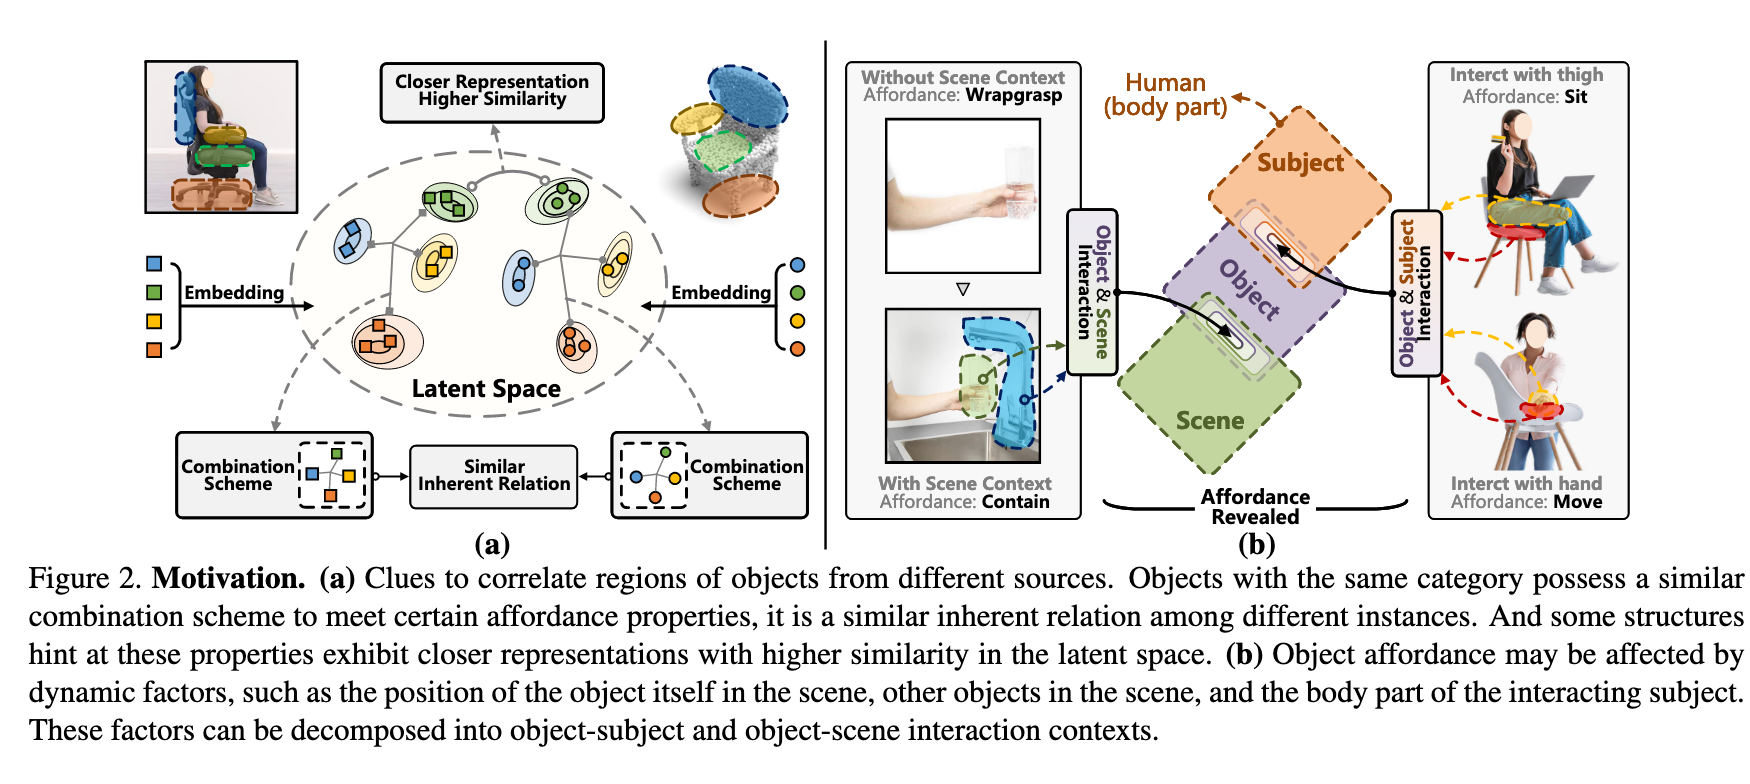 Closer Representation
Higher Similarity
Embedding
Embedding
Latent Space
Combination
Scheme
Similar
Inherent Relation
Combination
Scheme
(a)
Without Scene Context
Affordance: Wrapgrasp
With Scene Context
Affordance: Contain
Object & Scene
Interaction
Human
(body part)
Subject
Object
Scene
Affordance
Revealed
Object & Subject
Interaction
Interct with thigh
Affordance: Sit
Interct with hand
Affordance: Move
(b)
Figure 2. Motivation. (a) Clues to correlate regions of objects from different sources. Objects with the same category possess a similar
combination scheme to meet certain affordance properties, it is a similar inherent relation among different instances. And some structures
hint at these properties exhibit closer representations with higher similarity in the latent space. (b) Object affordance may be affected by
dynamic factors, such as the position of the object itself in the scene, other objects in the scene, and the body part of the interacting subject.
These factors can be decomposed into object-subject and object-scene interaction contexts.